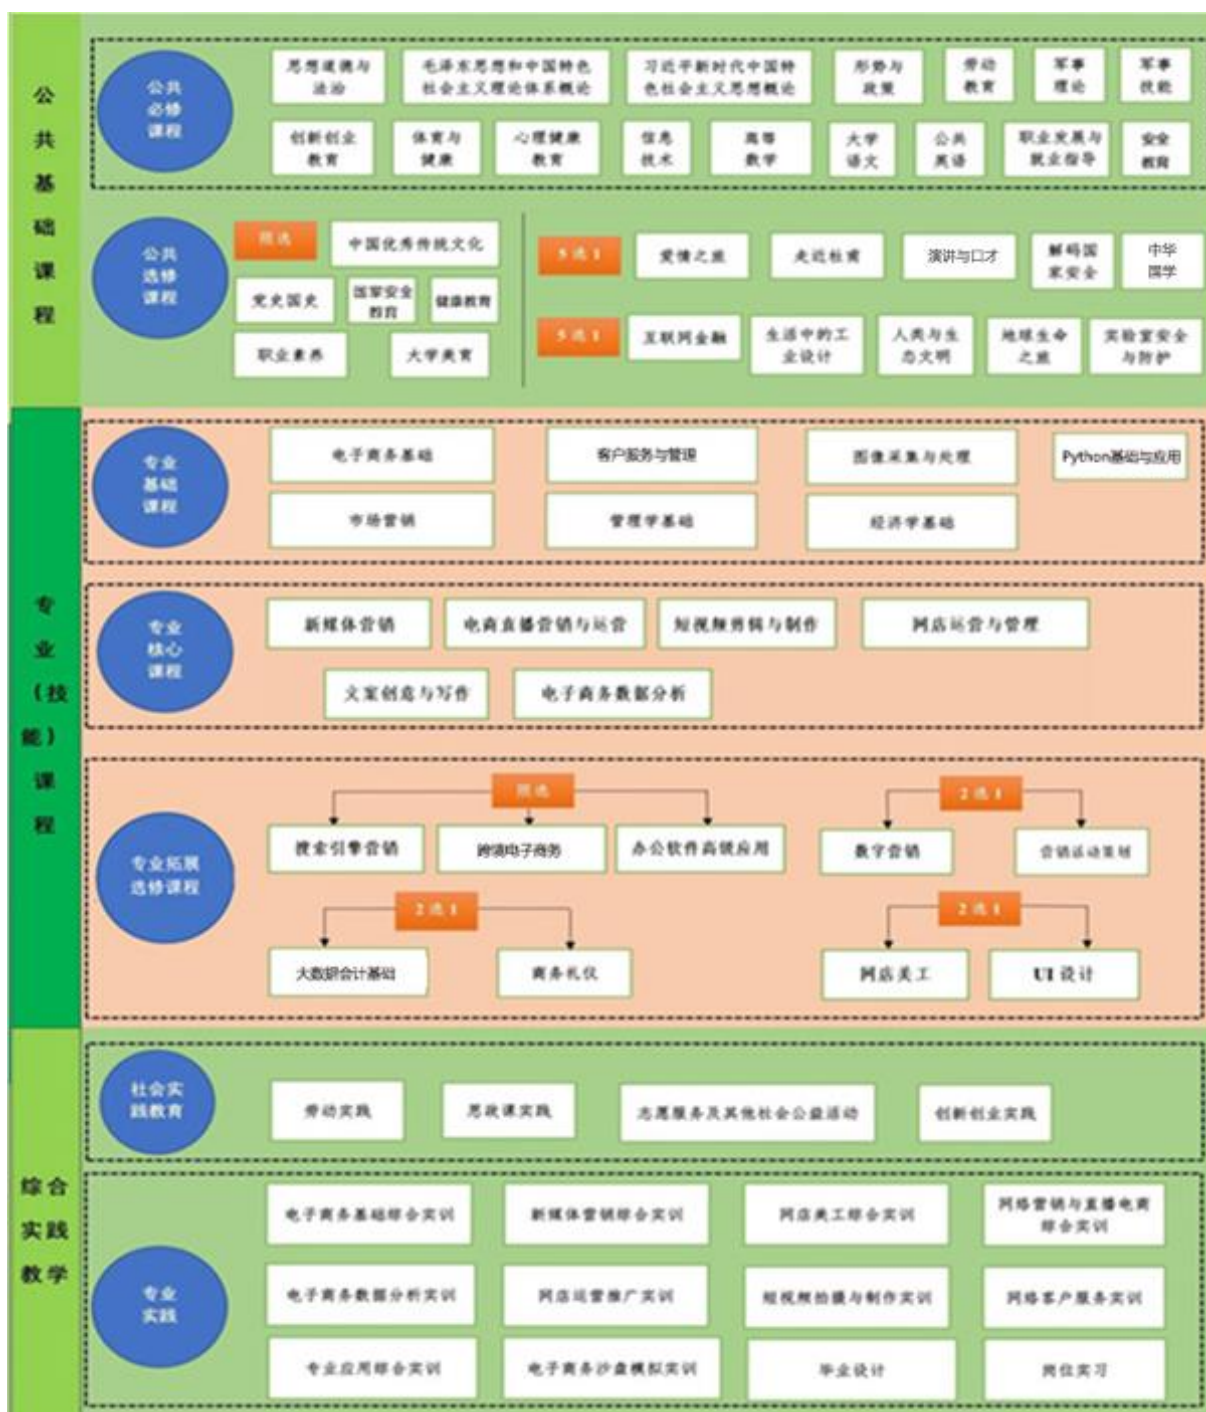 公共基础课程
公共
必修
课程
思想道德与
法治
毛泽东思想和中国特色
社会主义理论体系概论
习近平新时代中国特
色社会主义思想概论
形势与
政策
劳动
教育
军事
理论
军事
技能
创新创业
教育
体育与
健康
心理健康
教育
信息
技术
高等
数学
大学
语文
公共
英语
职业发展与
就业指导
安全
教育
公共
选修
课程
限选
中国优秀传统文化
党史国史
国家安全
教育
健康教育
职业素养
大学美育
5选1
爱情之旅
走近杜甫
演讲与口才
解码国
家安全
中华
国学
5选1
互联网金融
生活中的工
业设计
人类与生
态文明
地球生命
之旅
实验室安全
与防护
专业（技能）课程
专业
基础
课程
电子商务基础
客户服务与管理
图像采集与处理
Python基础与应用
市场营销
管理学基础
经济学基础
专业
核心
课程
新媒体营销
电商直播营销与运营
短视频剪辑与制作
网店运营与管理
文案创意与写作
电子商务数据分析
专业拓展
选修课程
限选
搜索引擎营销
跨境电子商务
办公软件高级应用
2选1
数字营销
营销活动策划
2选1
大数据会计基础
商务礼仪
2选1
网店美工
UI 设计
综合实践教学
社会实
践教育
劳动实践
思政课实践
志愿服务及其他社会公益活动
创新创业实践
专业
实践
电子商务基础综合实训
新媒体营销综合实训
网店美工综合实训
网络营销与直播电商
综合实训
电子商务数据分析实训
网店运营推广实训
短视频拍摄与制作实训
网络客户服务实训
专业应用综合实训
电子商务沙盘模拟实训
毕业设计
岗位实习